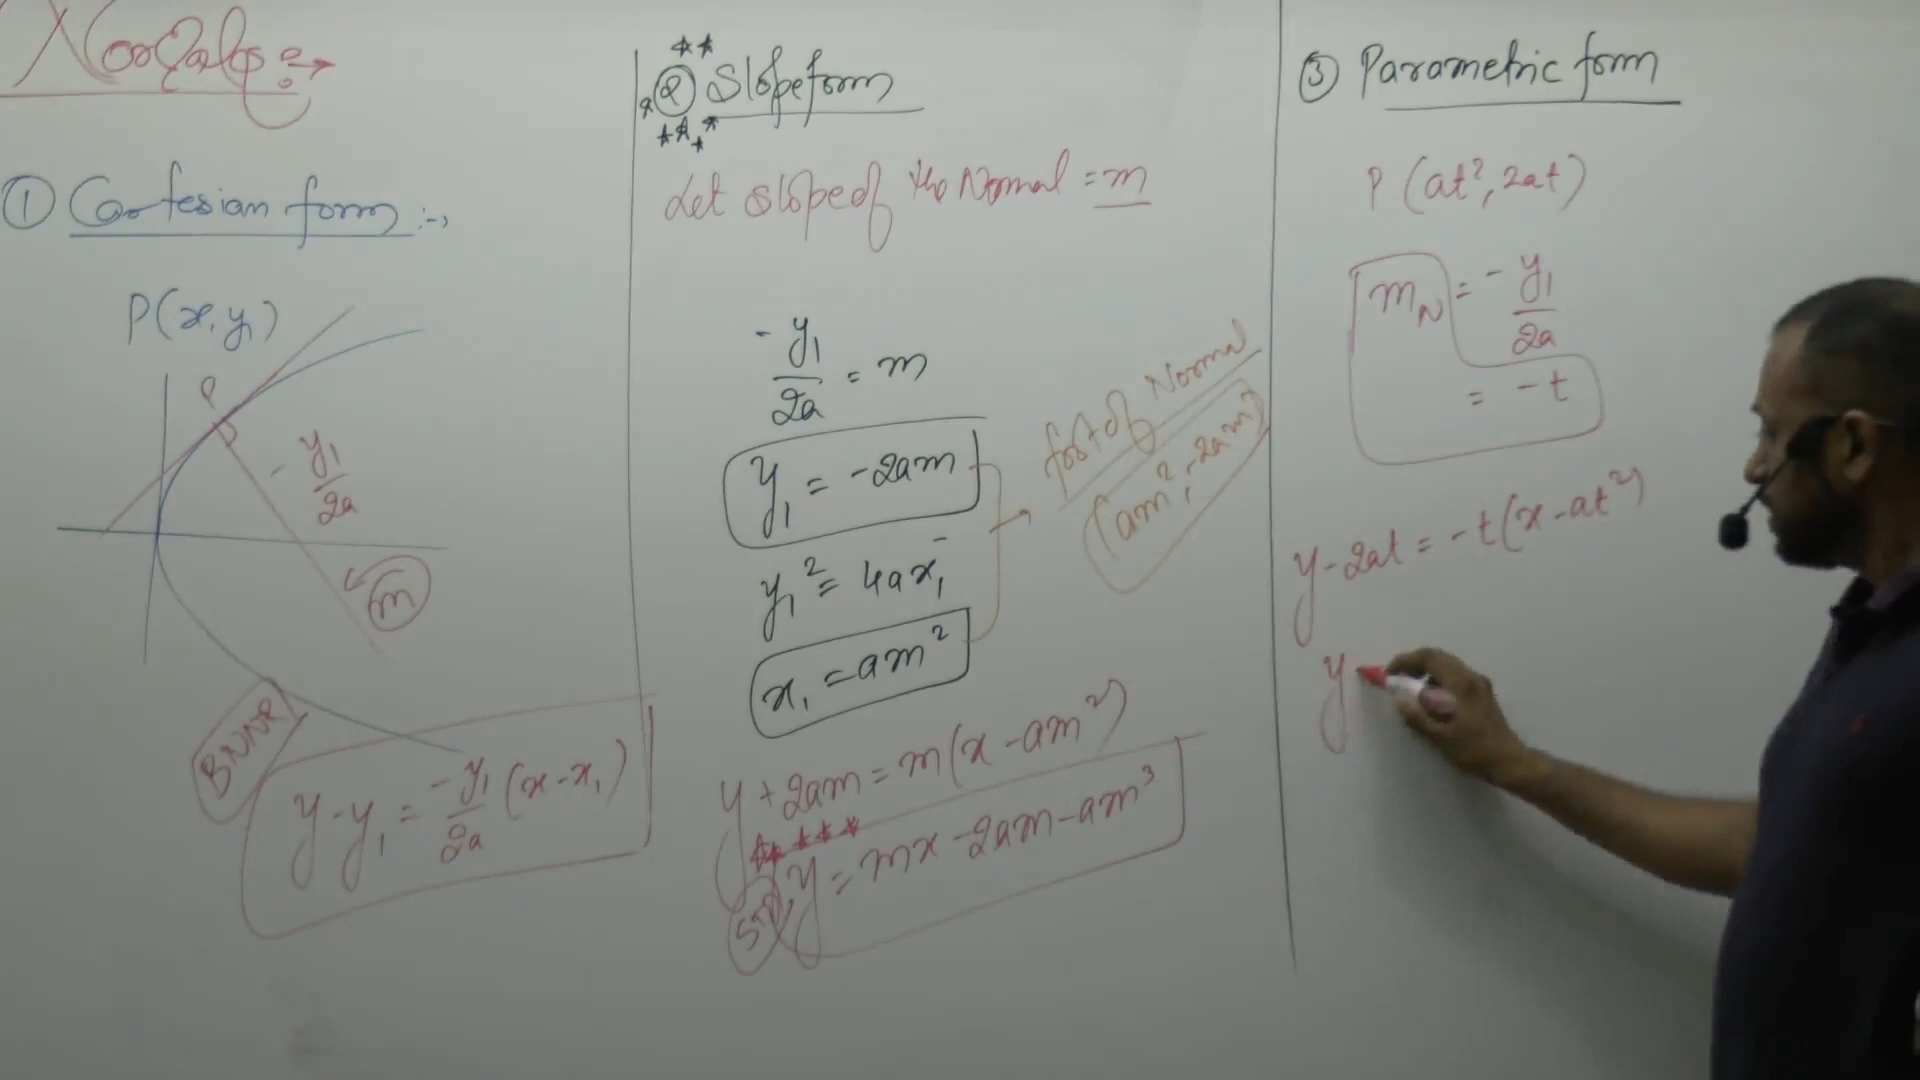 Normals :→
① Cartesian form :-
P(x₁ y₁)
P
- y₁/2a
m
BNNR
y - y₁ = -y₁/2a (x - x₁)
② Slope form
Let slope of the Normal = m
- y₁/2a = m
y₁ = -2am
y₁² = 4ax₁
x₁ = am²
foot of Normal
(am², -2am)
y + 2am = m(x - am²)
y = mx - 2am - am³
③ Parametric form
P (at², 2at)
m_N = - y₁/2a
= -t
y - 2at = -t(x - at²)
y